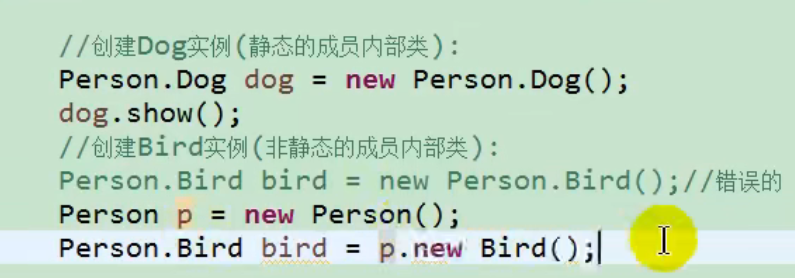 //创建Dog实例(静态的成员内部类):
Person.Dog dog = new Person.Dog();
dog.show();
//创建Bird实例(非静态的成员内部类):
Person.Bird bird = new Person.Bird();//错误的
Person p = new Person();
Person.Bird bird = p.new Bird();